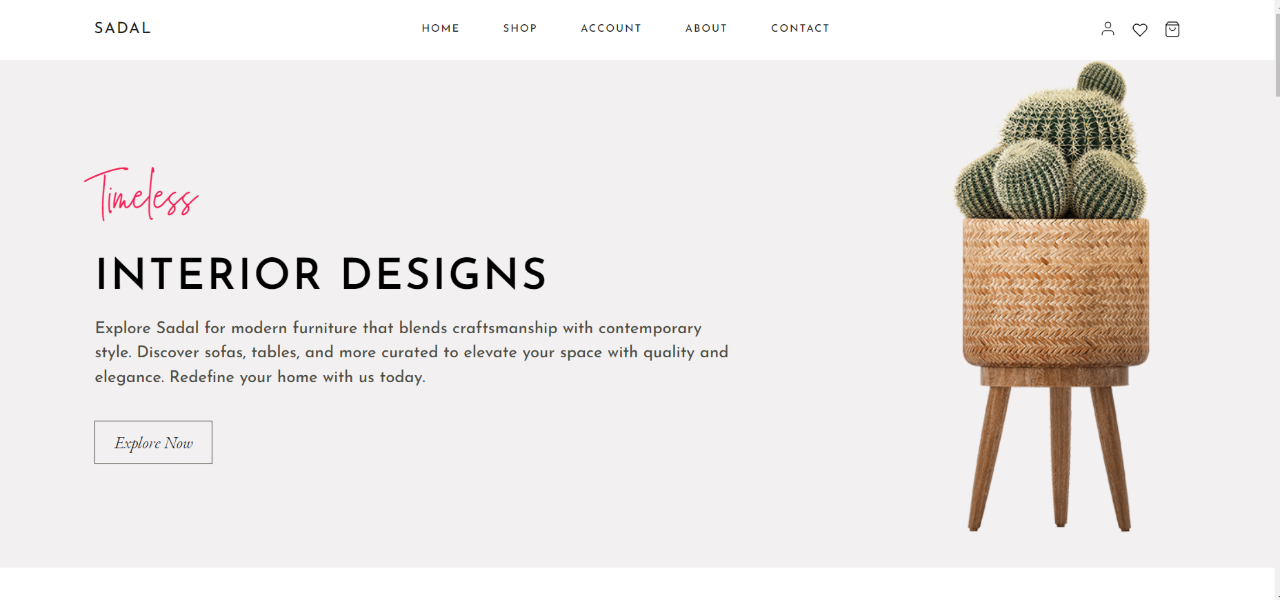 SADAL
HOME SHOP ACCOUNT ABOUT CONTACT
Timeless
INTERIOR DESIGNS
Explore Sadal for modern furniture that blends craftsmanship with contemporary
style. Discover sofas, tables, and more curated to elevate your space with quality and
elegance. Redefine your home with us today.
Explore Now